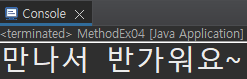 Console
<terminated> MethodEx04 [Java Application]
만나서 반가워요~